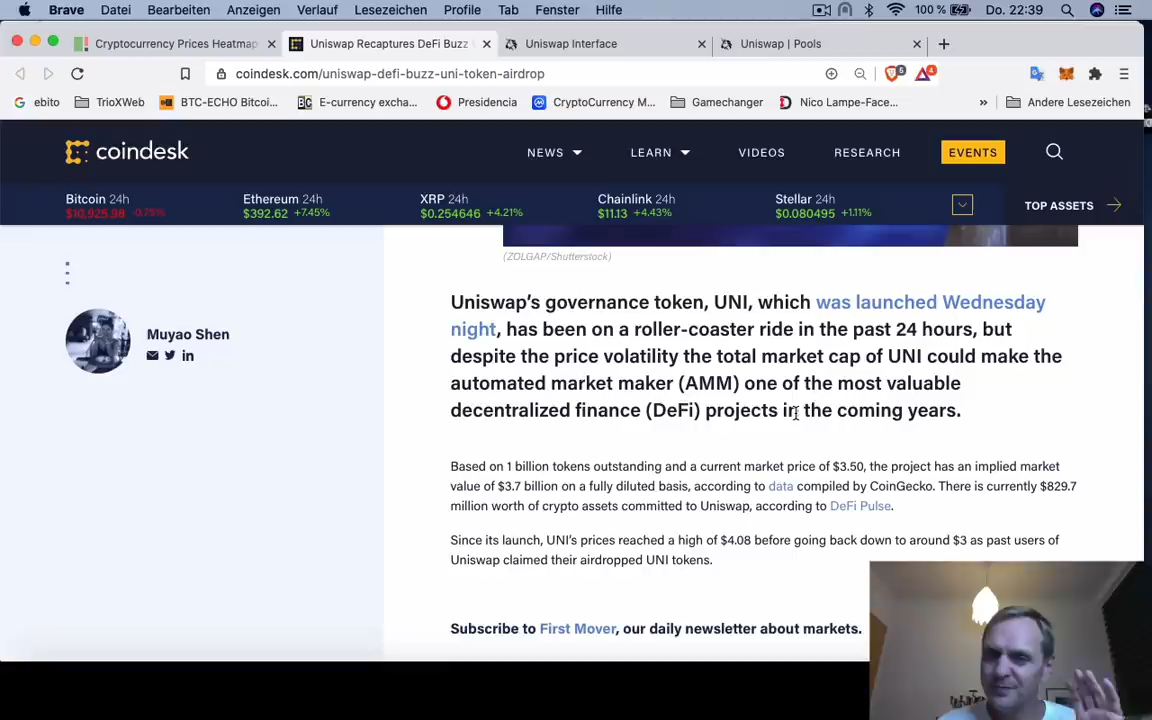 Brave Datei Bearbeiten Anzeigen Verlauf Lesezeichen Profile Tab Fenster Hilfe 100 % Do. 22:39
Cryptocurrency Prices Heatmap Uniswap Recaptures DeFi Buzz Uniswap Interface Uniswap | Pools
coindesk.com/uniswap-defi-buzz-uni-token-airdrop 5 4
ebito TrioXWeb BTC-ECHO Bitcoi... E-currency excha... Presidencia CryptoCurrency M... Gamechanger Nico Lampe-Face... » Andere Lesezeichen
coindesk NEWS LEARN VIDEOS RESEARCH EVENTS
Bitcoin 24h Ethereum 24h XRP 24h Chainlink 24h Stellar 24h
$10,925.98 -0.75% $392.62 +7.45% $0.254646 +4.21% $11.13 +4.43% $0.080495 +1.11% TOP ASSETS
(ZOLGAP/Shutterstock)
Muyao Shen
Uniswap's governance token, UNI, which was launched Wednesday
night, has been on a roller-coaster ride in the past 24 hours, but
despite the price volatility the total market cap of UNI could make the
automated market maker (AMM) one of the most valuable
decentralized finance (DeFi) projects in the coming years.
Based on 1 billion tokens outstanding and a current market price of $3.50, the project has an implied market
value of $3.7 billion on a fully diluted basis, according to data compiled by CoinGecko. There is currently $829.7
million worth of crypto assets committed to Uniswap, according to DeFi Pulse.
Since its launch, UNI's prices reached a high of $4.08 before going back down to around $3 as past users of
Uniswap claimed their airdropped UNI tokens.
Subscribe to First Mover, our daily newsletter about markets.